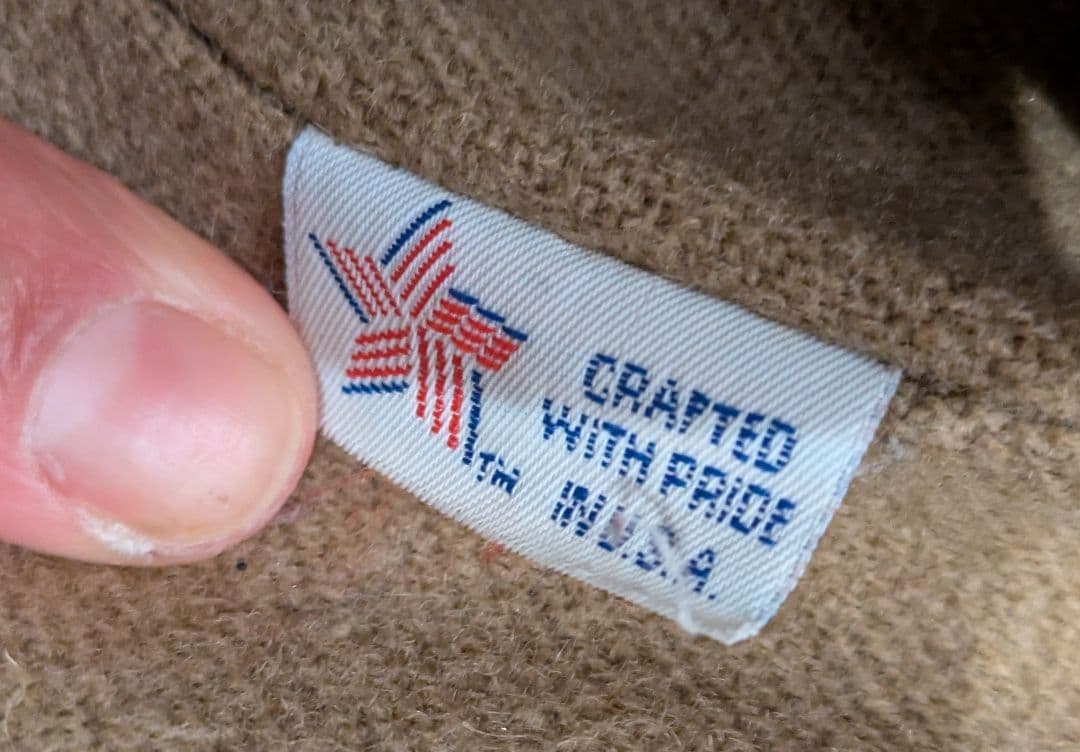 CRAFTED
WITH PRIDE
IN U.S.A.
TM